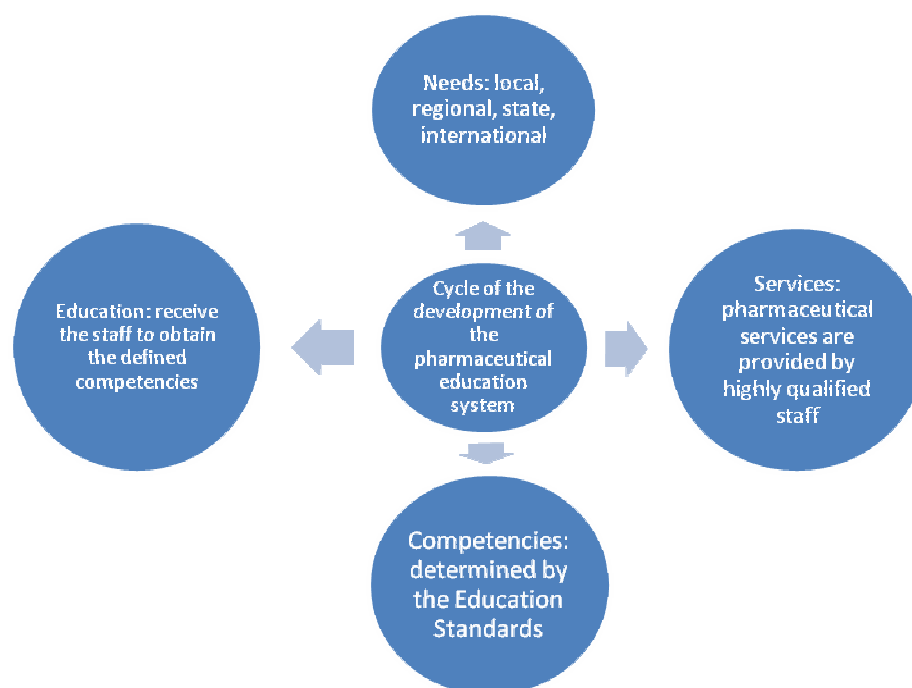 Needs: local,
regional, state,
international
Education: receive
the staff to obtain
the defined
competencies
Cycle of the
development of
the
pharmaceutical
education
system
Services:
pharmaceutical
services are
provided by
highly qualified
staff
Competencies:
determined by
the Education
Standards